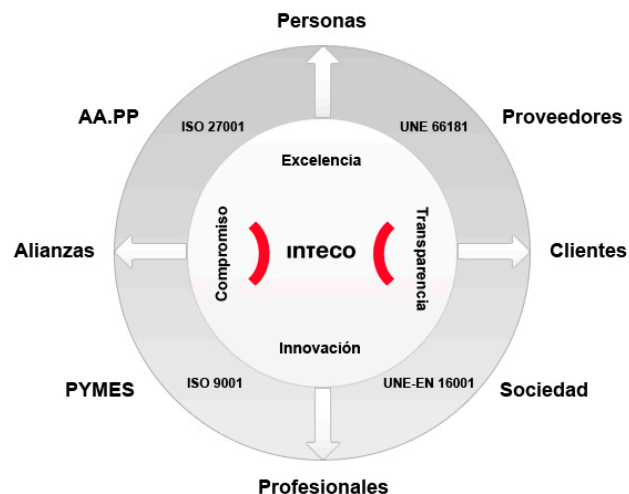 Personas
AA.PP
ISO 27001
UNE 66181
Proveedores
Excelencia
Alianzas
Compromiso
INTECO
Transparencia
Clientes
Innovación
PYMES
ISO 9001
UNE-EN 16001
Sociedad
Profesionales